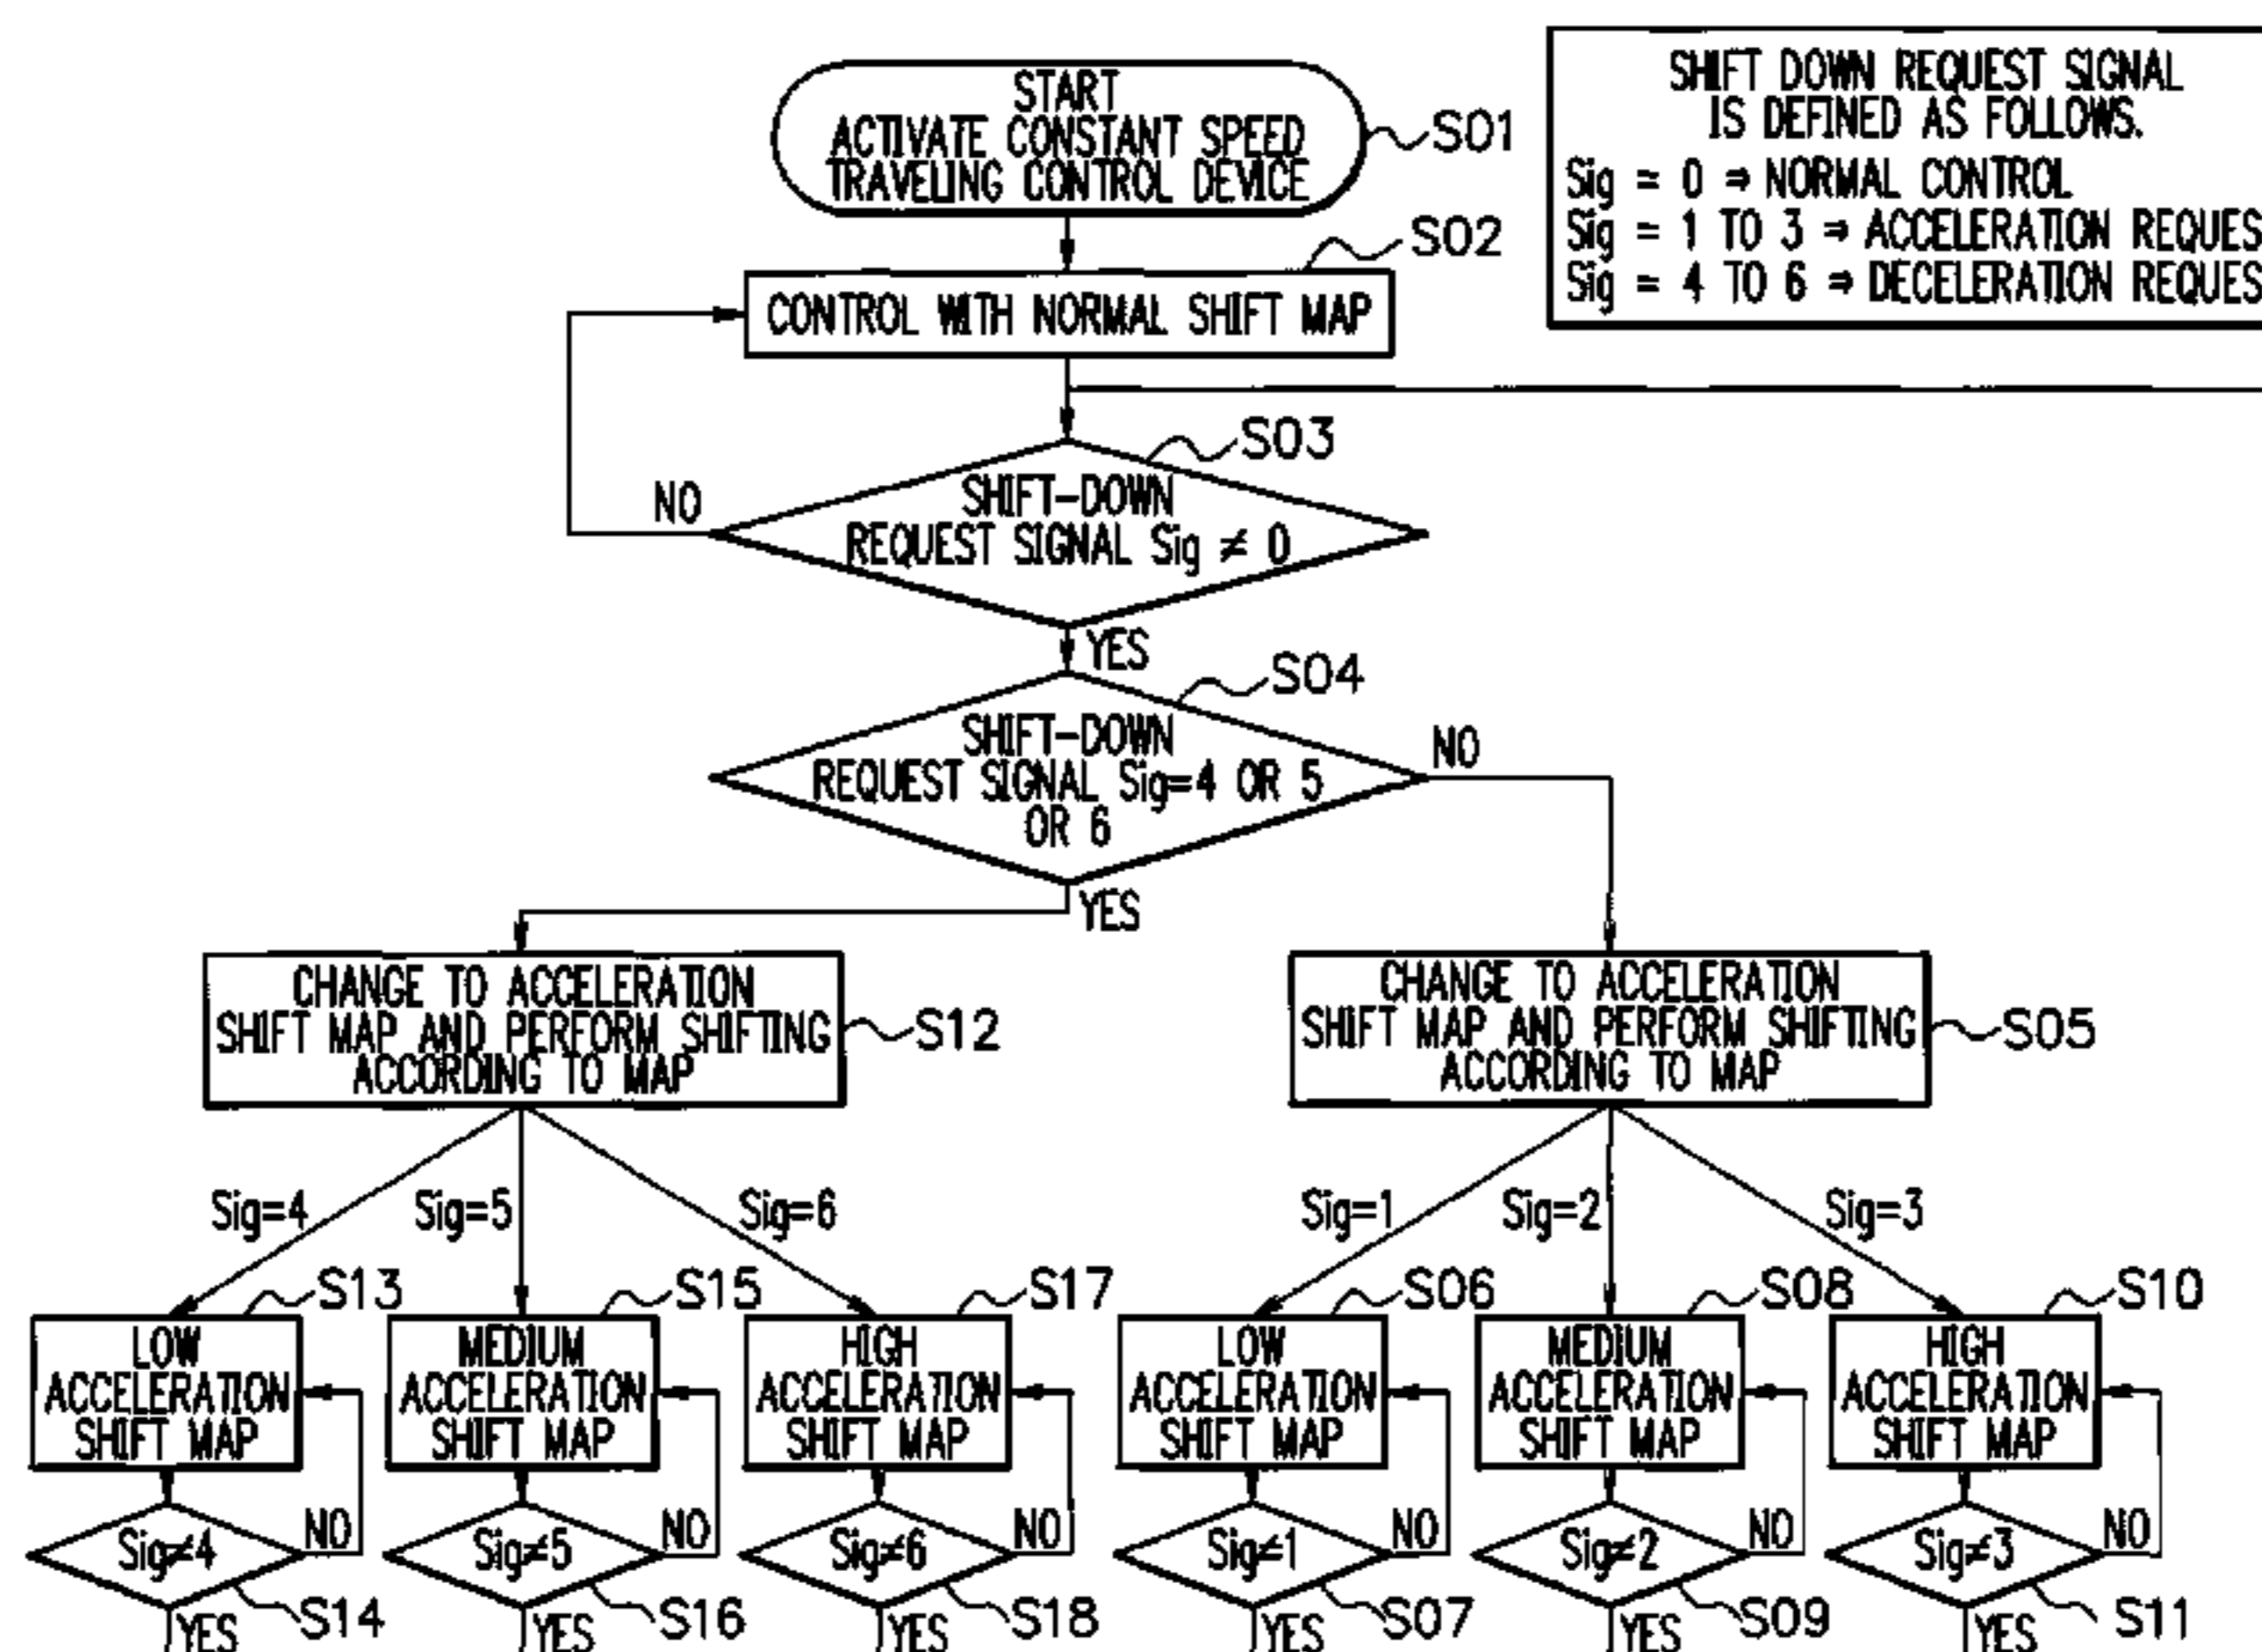 START
ACTIVATE CONSTANT SPEED
TRAVELING CONTROL DEVICE
S01
SHIFT DOWN REQUEST SIGNAL
IS DEFINED AS FOLLOWS.
Sig = 0 ⇒ NORMAL CONTROL
Sig = 1 TO 3 ⇒ ACCELERATION REQUES
Sig = 4 TO 6 ⇒ DECELERATION REQUES
S02
CONTROL WITH NORMAL SHIFT MAP
S03
SHIFT-DOWN
REQUEST SIGNAL Sig ≠ 0
NO
YES
S04
SHIFT-DOWN
REQUEST SIGNAL Sig=4 OR 5
OR 6
NO
YES
CHANGE TO ACCELERATION
SHIFT MAP AND PERFORM SHIFTING
ACCORDING TO MAP
S12
CHANGE TO ACCELERATION
SHIFT MAP AND PERFORM SHIFTING
ACCORDING TO MAP
S05
Sig=4
Sig=5
Sig=6
Sig=1
Sig=2
Sig=3
S13
LOW
ACCELERATION
SHIFT MAP
S15
MEDIUM
ACCELERATION
SHIFT MAP
S17
HIGH
ACCELERATION
SHIFT MAP
S06
LOW
ACCELERATION
SHIFT MAP
S08
MEDIUM
ACCELERATION
SHIFT MAP
S10
HIGH
ACCELERATION
SHIFT MAP
Sig≠4
NO
S14
YES
Sig≠5
NO
S16
YES
Sig≠6
NO
S18
YES
Sig≠1
NO
S07
YES
Sig≠2
NO
S09
YES
Sig≠3
NO
S11
YES